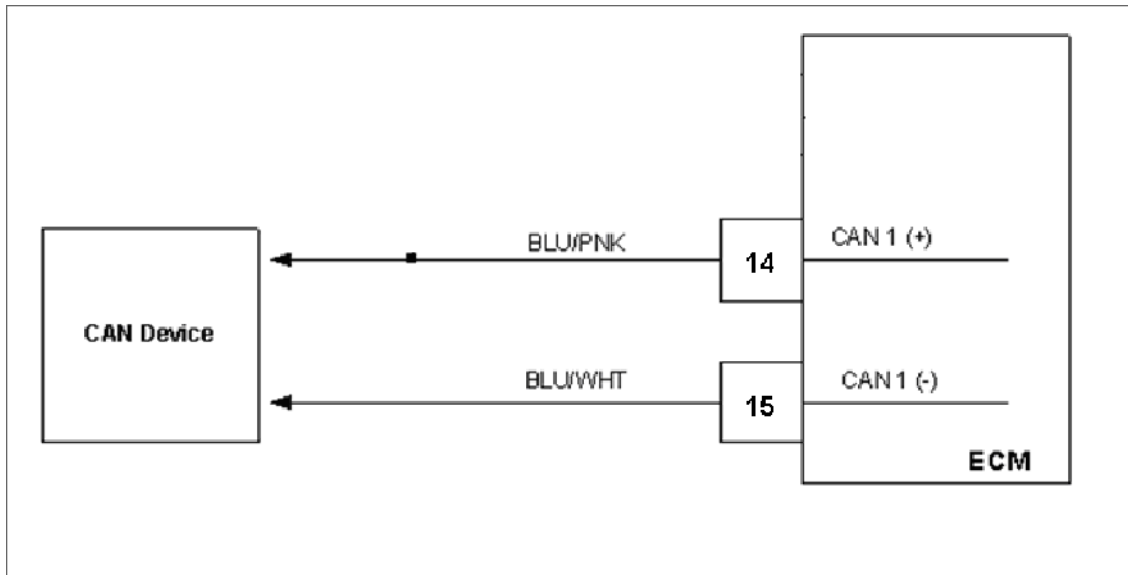 BLU/PNK
14
CAN 1 (+)
CAN Device
BLU/WHT
15
CAN 1 (-)
ECM